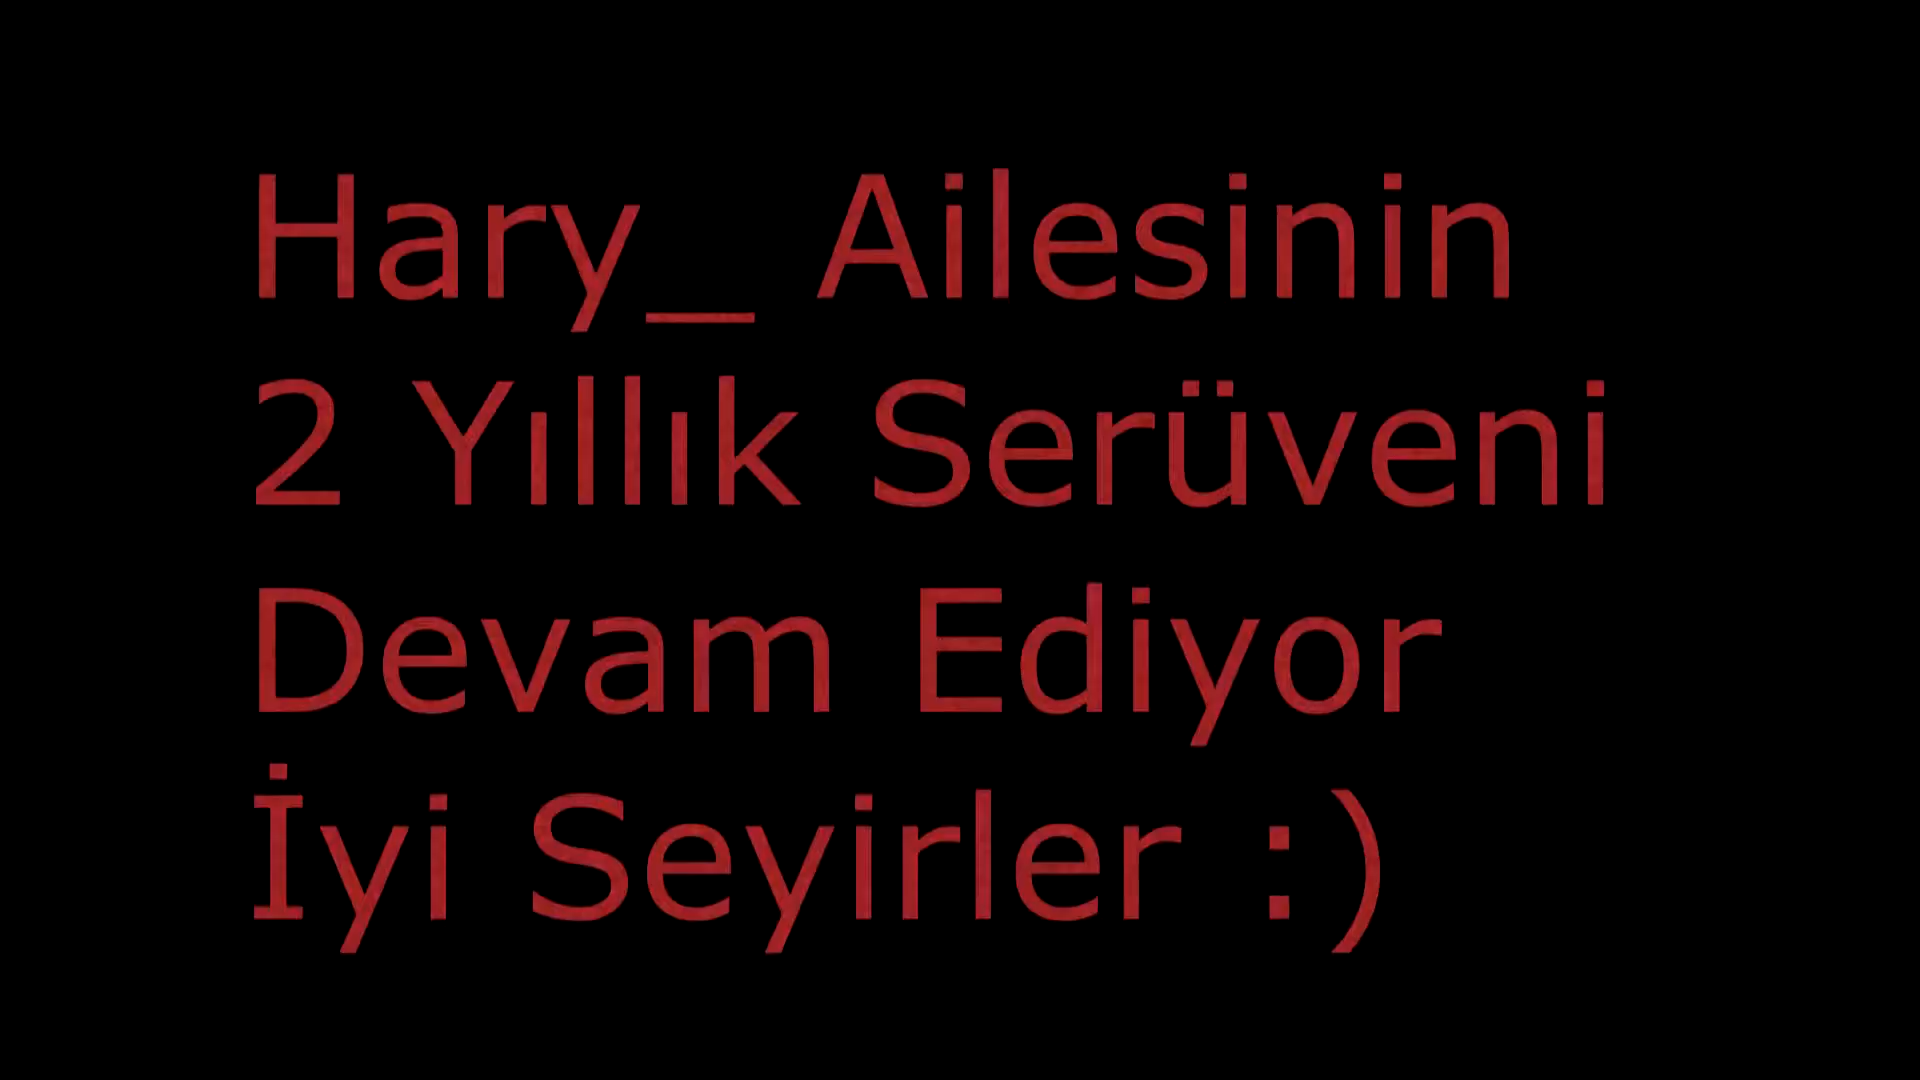 Hary_ Ailesinin
2 Yıllık Serüveni
Devam Ediyor
İyi Seyirler :)